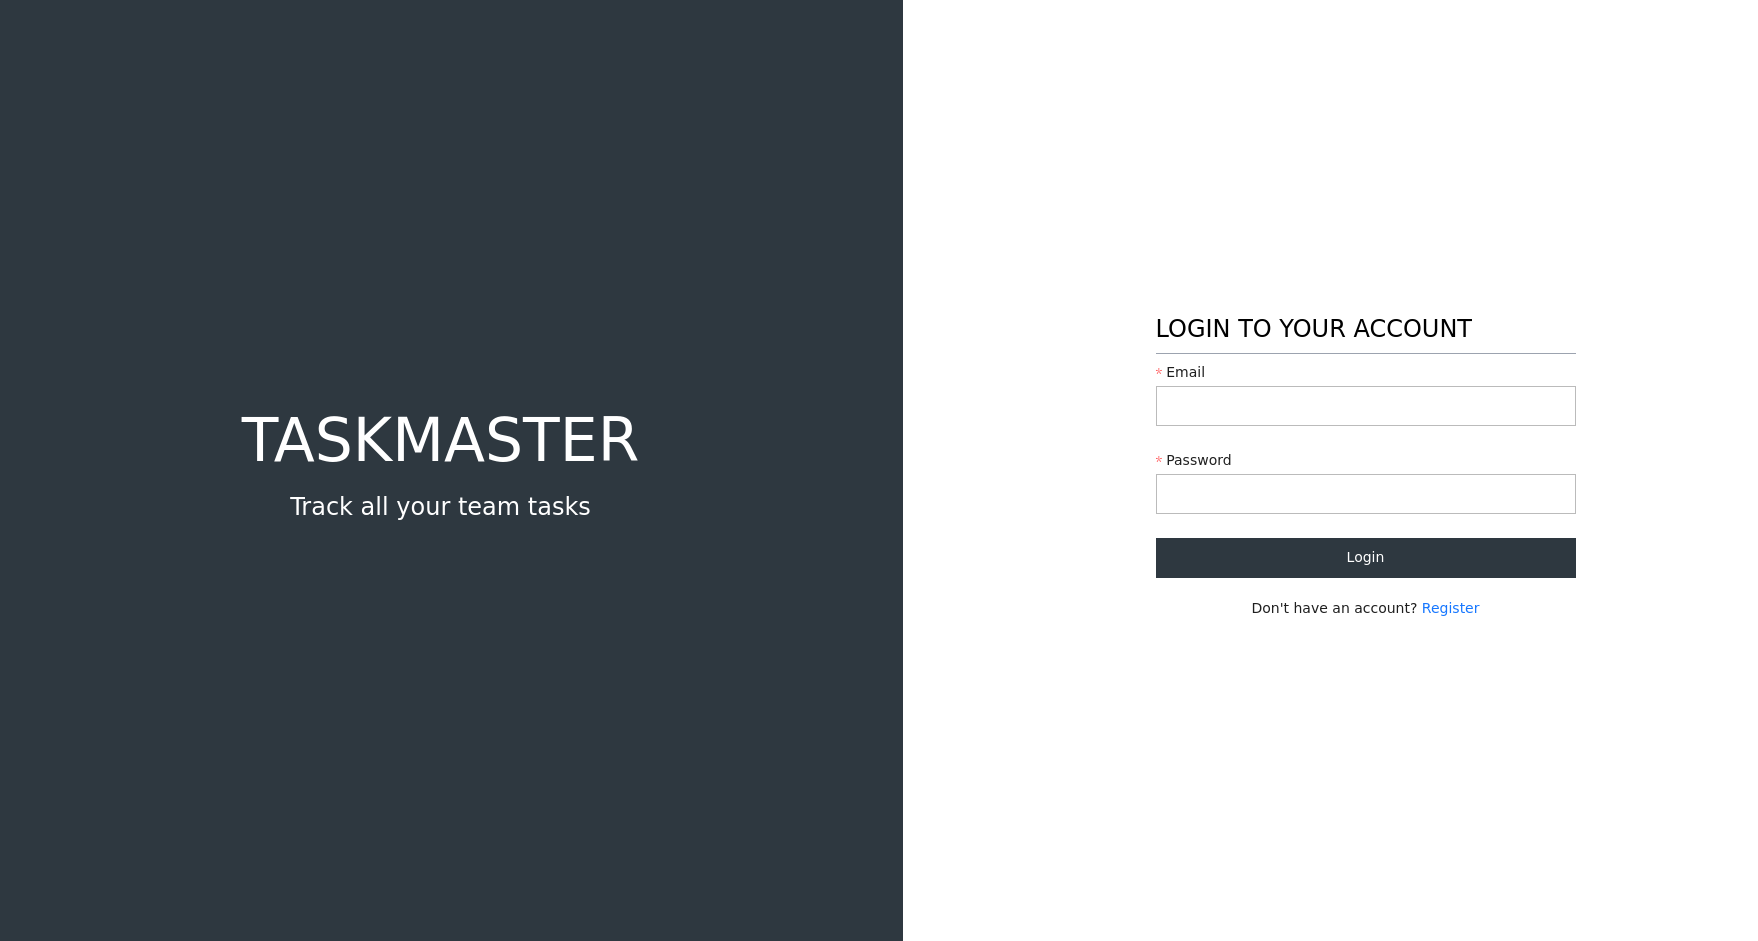 TASKMASTER
Track all your team tasks
LOGIN TO YOUR ACCOUNT
* Email
* Password
Login
Don't have an account? Register